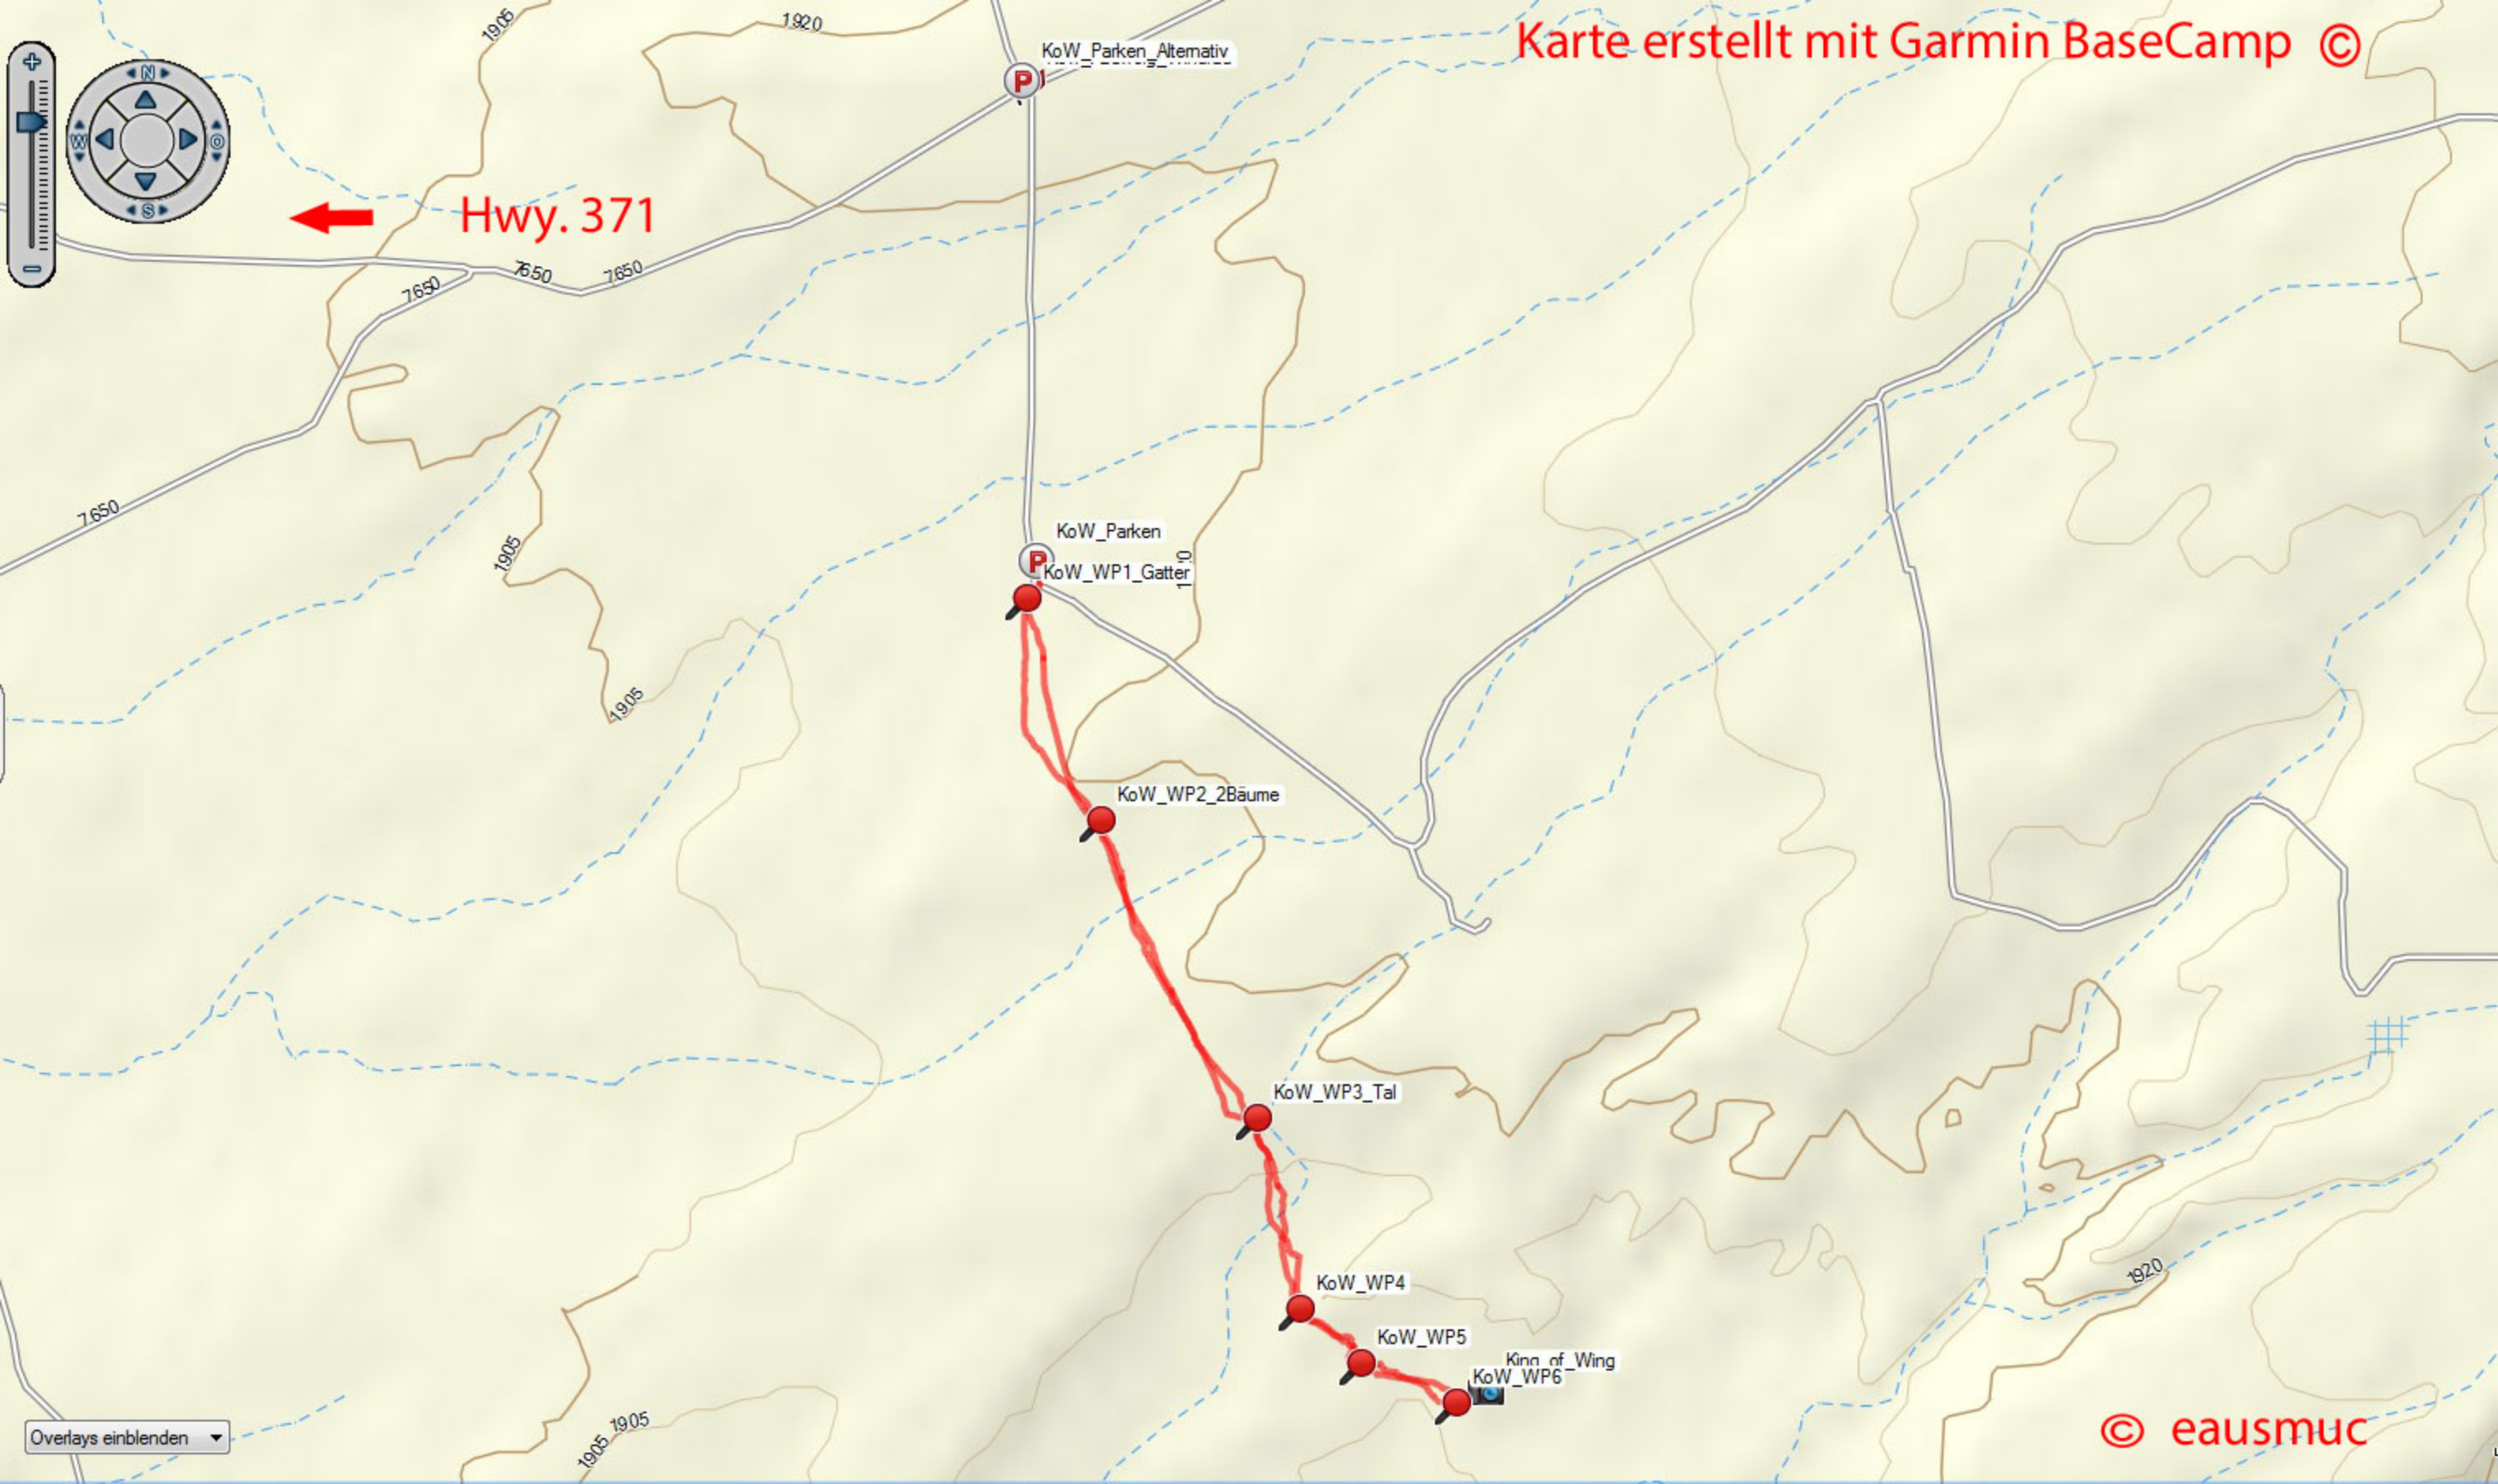 1905
1920
KoW_Parken_Alternativ
Karte erstellt mit Garmin BaseCamp ©
N
W
O
S
Hwy. 371
7650
7650
7650
7650
1905
KoW_Parken
KoW_WP1_Gatter
1905
KoW_WP2_2Bäume
KoW_WP3_Tal
KoW_WP4
1920
KoW_WP5
King_of_Wing
KoW_WP6
1905
1905
Overlays einblenden
© eausmuc